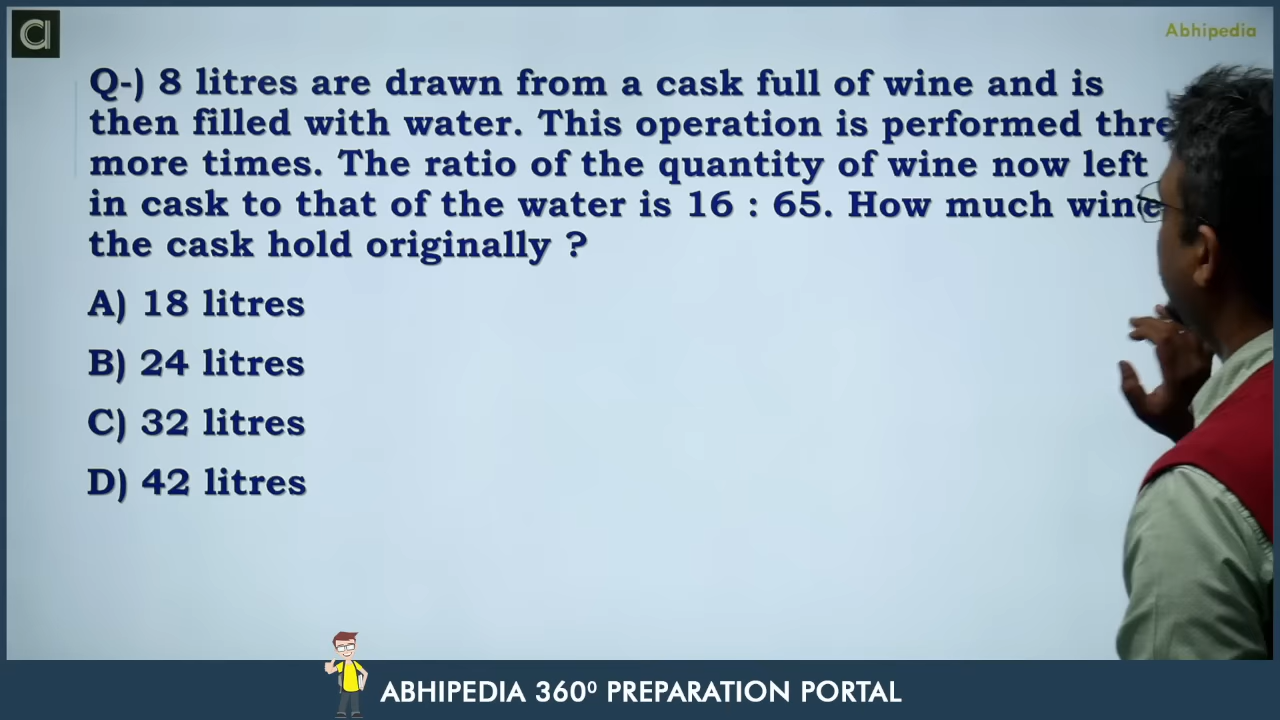 Abhipedia
Q-) 8 litres are drawn from a cask full of wine and is
then filled with water. This operation is performed
more times. The ratio of the quantity of wine now left
in cask to that of the water is 16 : 65. How much wine
the cask hold originally ?
A) 18 litres
B) 24 litres
C) 32 litres
D) 42 litres
ABHIPEDIA 360⁰ PREPARATION PORTAL